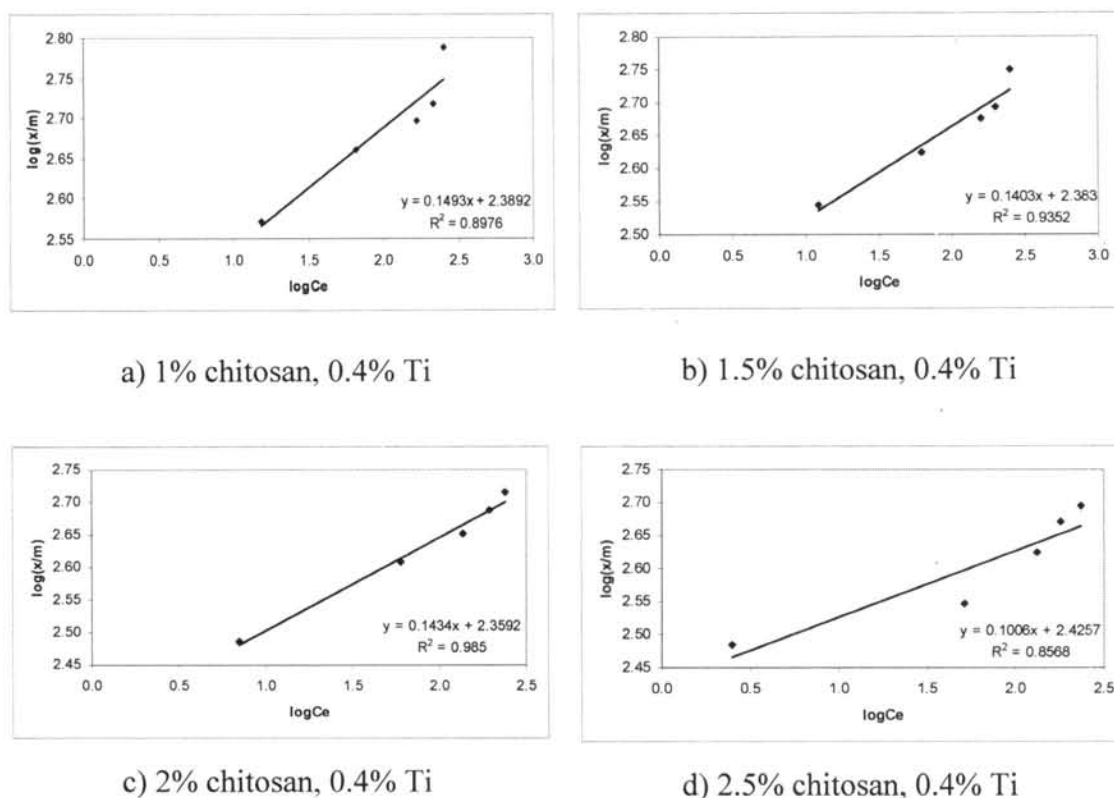 2.80
2.75
2.70
2.65
2.60
2.55
log(x/m)
y = 0.1493x + 2.3892
R² = 0.8976
0.0 0.5 1.0 1.5 2.0 2.5 3.0
logCe
a) 1% chitosan, 0.4% Ti
2.80
2.75
2.70
2.65
2.60
2.55
2.50
log(x/m)
y = 0.1403x + 2.383
R² = 0.9352
0.0 0.5 1.0 1.5 2.0 2.5 3.0
logCe
b) 1.5% chitosan, 0.4% Ti
2.75
2.70
2.65
2.60
2.55
2.50
2.45
log(x/m)
y = 0.1434x + 2.3592
R² = 0.985
0.0 0.5 1.0 1.5 2.0 2.5
logCe
c) 2% chitosan, 0.4% Ti
2.75
2.70
2.65
2.60
2.55
2.50
2.45
log(x/m)
y = 0.1006x + 2.4257
R² = 0.8568
0.0 0.5 1.0 1.5 2.0 2.5
logCe
d) 2.5% chitosan, 0.4% Ti